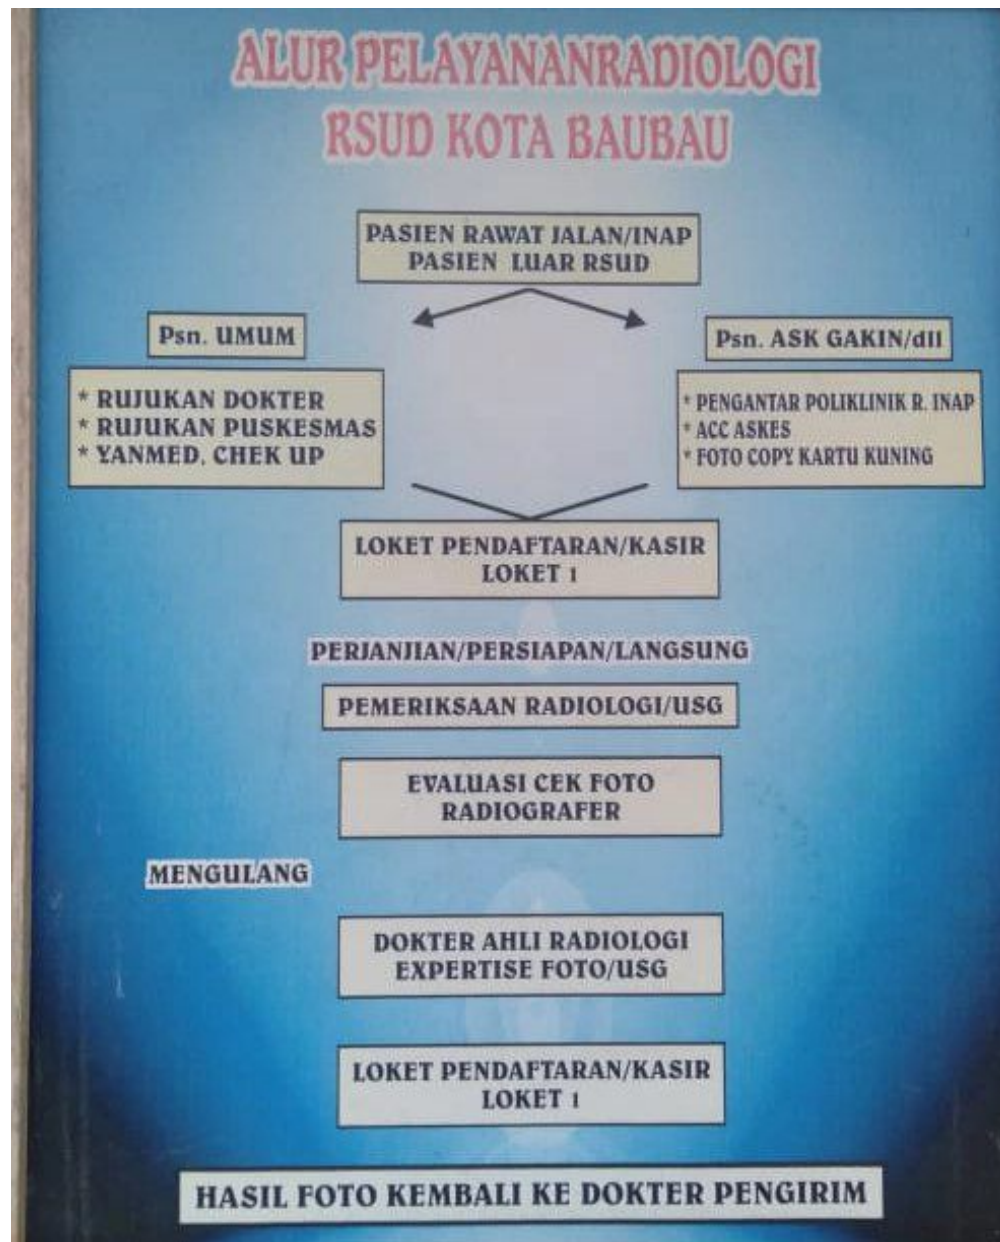 ALUR PELAYANANRADIOLOGI
RSUD KOTA BAUBAU
PASIEN RAWAT JALAN/INAP
PASIEN LUAR RSUD
Psn. UMUM
* RUJUKAN DOKTER
* RUJUKAN PUSKESMAS
* YANMED, CHEK UP
Psn. ASK GAKIN/dll
* PENGANTAR POLIKLINIK R. INAP
* ACC ASKES
* FOTO COPY KARTU KUNING
LOKET PENDAFTARAN/KASIR
LOKET 1
PERJANJIAN/PERSIAPAN/LANGSUNG
PEMERIKSAAN RADIOLOGI/USG
EVALUASI CEK FOTO
RADIOGRAFER
MENGULANG
DOKTER AHLI RADIOLOGI
EXPERTISE FOTO/USG
LOKET PENDAFTARAN/KASIR
LOKET 1
HASIL FOTO KEMBALI KE DOKTER PENGIRIM